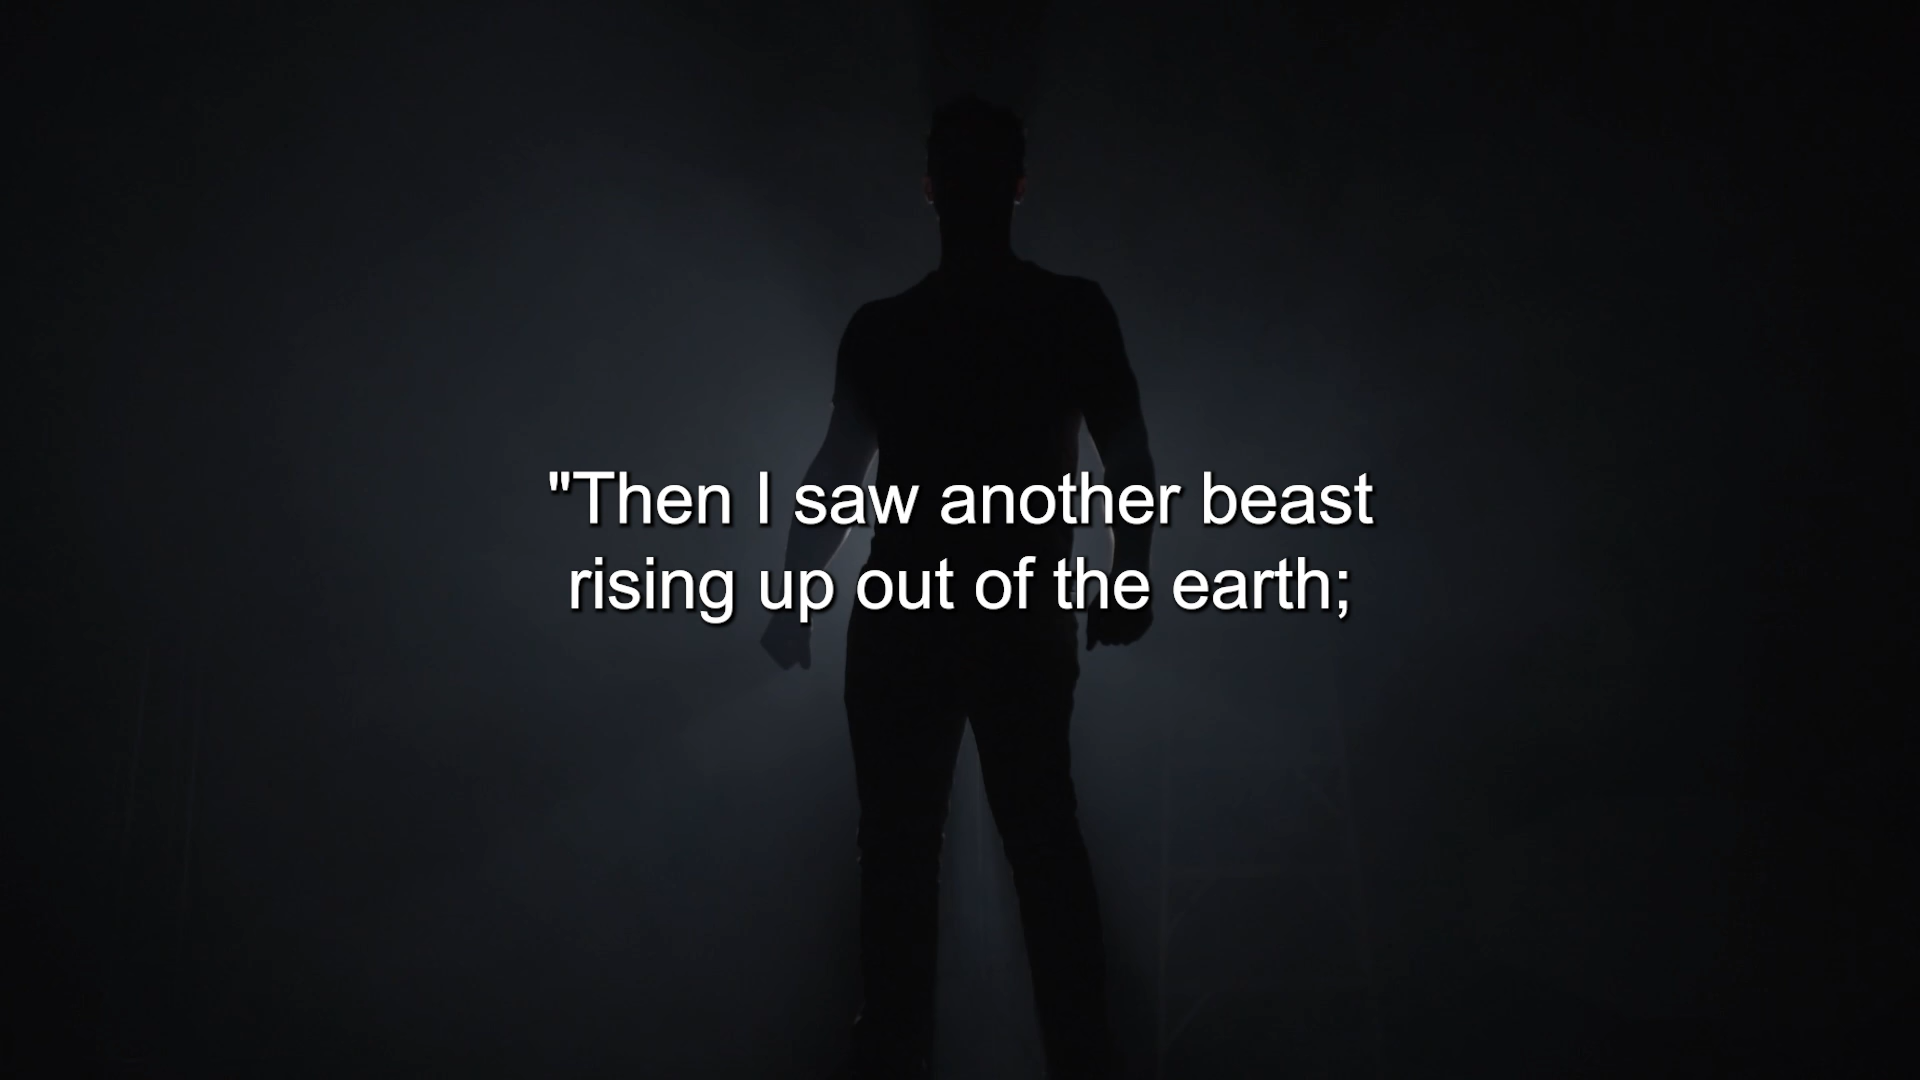 "Then I saw another beast
rising up out of the earth;